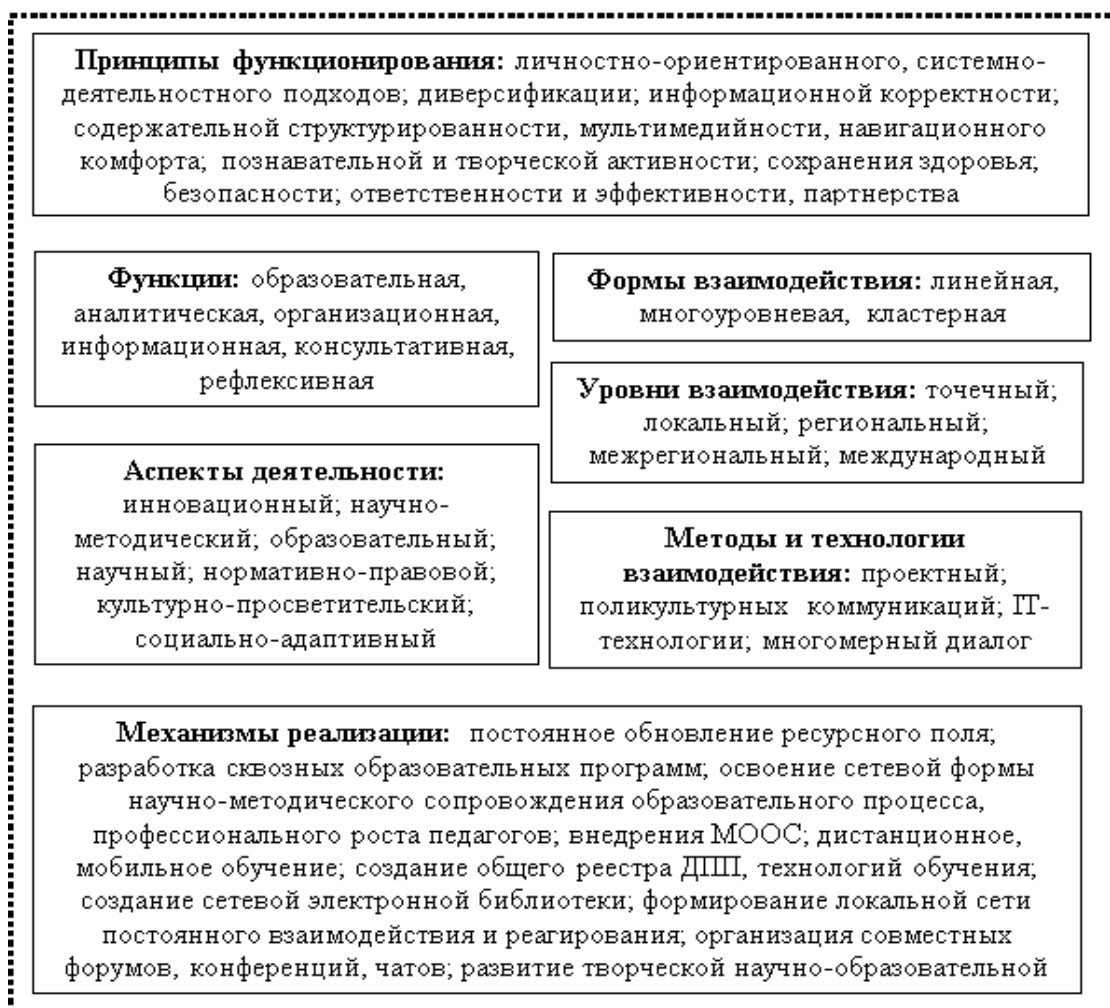 Принципы функционирования: личностно-ориентированного, системно-
деятельностного подходов; диверсификации; информационной корректности;
содержательной структурированности, мультимедийности, навигационного
комфорта; познавательной и творческой активности; сохранения здоровья;
безопасности; ответственности и эффективности, партнерства
Функции: образовательная,
аналитическая, организационная,
информационная, консультативная,
рефлексивная
Формы взаимодействия: линейная,
многоуровневая, кластерная
Уровни взаимодействия: точечный;
локальный; региональный;
межрегиональный; международный
Аспекты деятельности:
инновационный; научно-
методический; образовательный;
научный; нормативно-правовой;
культурно-просветительский;
социально-адаптивный
Методы и технологии
взаимодействия: проектный;
поликультурных коммуникаций; IT-
технологии; многомерный диалог
Механизмы реализации: постоянное обновление ресурсного поля;
разработка сквозных образовательных программ; освоение сетевой формы
научно-методического сопровождения образовательного процесса,
профессионального роста педагогов; внедрения МООС; дистанционное,
мобильное обучение; создание общего реестра ДПП, технологий обучения;
создание сетевой электронной библиотеки; формирование локальной сети
постоянного взаимодействия и реагирования; организация совместных
форумов, конференций, чатов; развитие творческой научно-образовательной